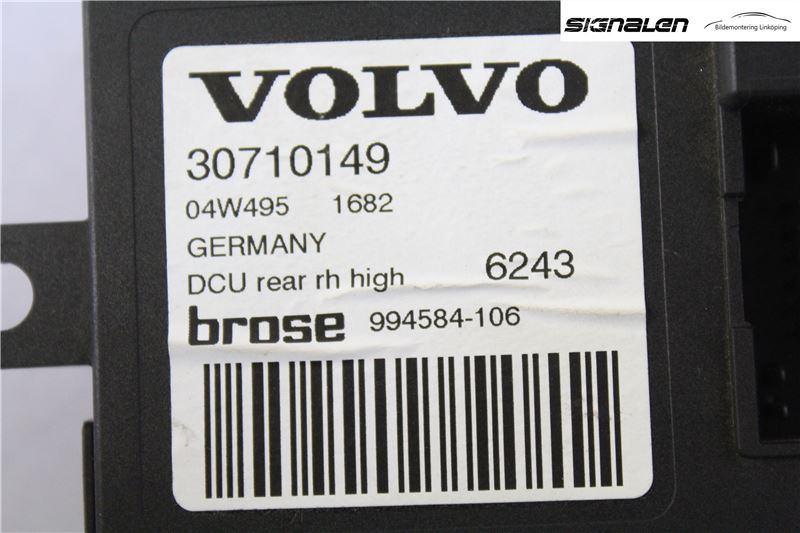 SIGNALEN
Bildemontering Linköping
VOLVO
30710149
04W495 1682
GERMANY
DCU rear rh high 6243
brose 994584-106